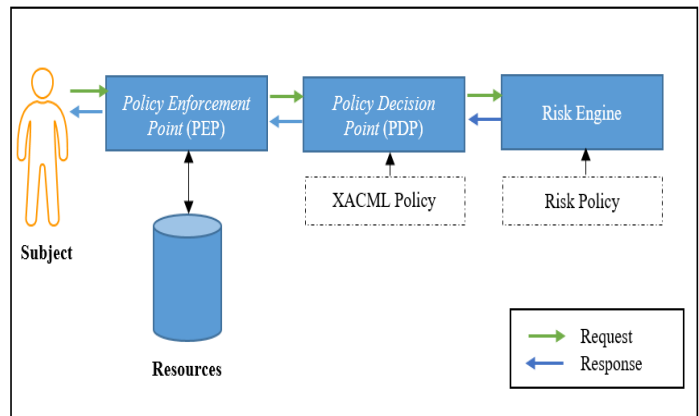 Policy Enforcement
Point (PEP)
Policy Decision
Point (PDP)
Risk Engine
XACML Policy
Risk Policy
Subject
Resources
Request
Response